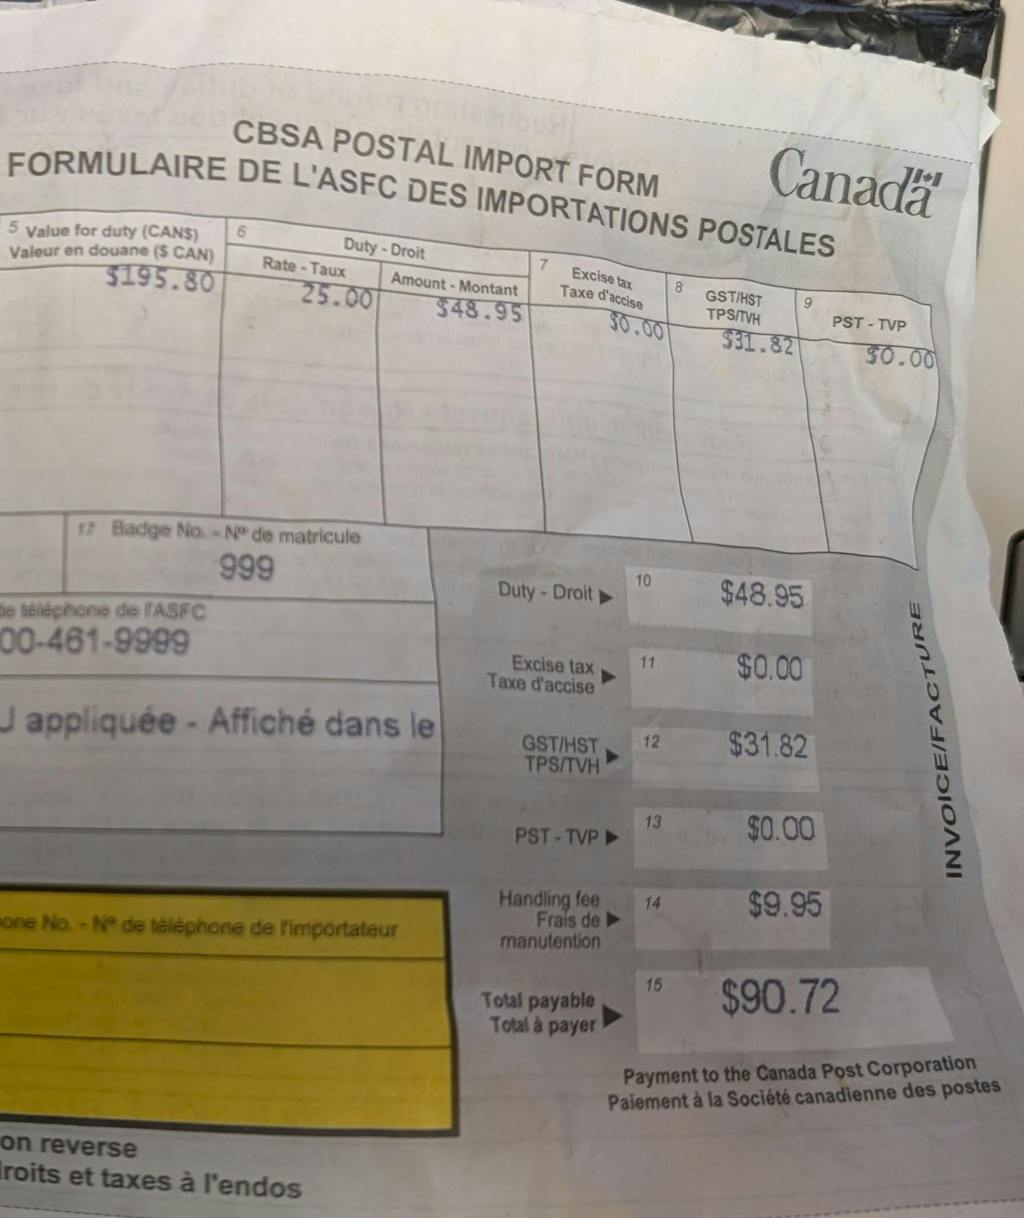 CBSA POSTAL IMPORT FORM
FORMULAIRE DE L'ASFC DES IMPORTATIONS POSTALES
Canada
5 Value for duty (CAN$)
Valeur en douane ($ CAN)
$195.80
6 Duty - Droit
Rate - Taux
25.00
Amount - Montant
$48.95
7 Excise tax
Taxe d'accise
$0.00
8 GST/HST
TPS/TVH
$31.82
9 PST - TVP
$0.00
17 Badge No. - Nº de matricule
999
de téléphone de l'ASFC
00-461-9999
appliquée - Affiché dans le
Duty - Droit ▶ 10 $48.95
Excise tax
Taxe d'accise ▶ 11 $0.00
GST/HST
TPS/TVH ▶ 12 $31.82
PST - TVP ▶ 13 $0.00
Handling fee
Frais de ▶
manutention
14 $9.95
Total payable
Total à payer ▶
15 $90.72
INVOICE/FACTURE
one No. - Nº de téléphone de l'importateur
Payment to the Canada Post Corporation
Paiement à la Société canadienne des postes
on reverse
droits et taxes à l'endos